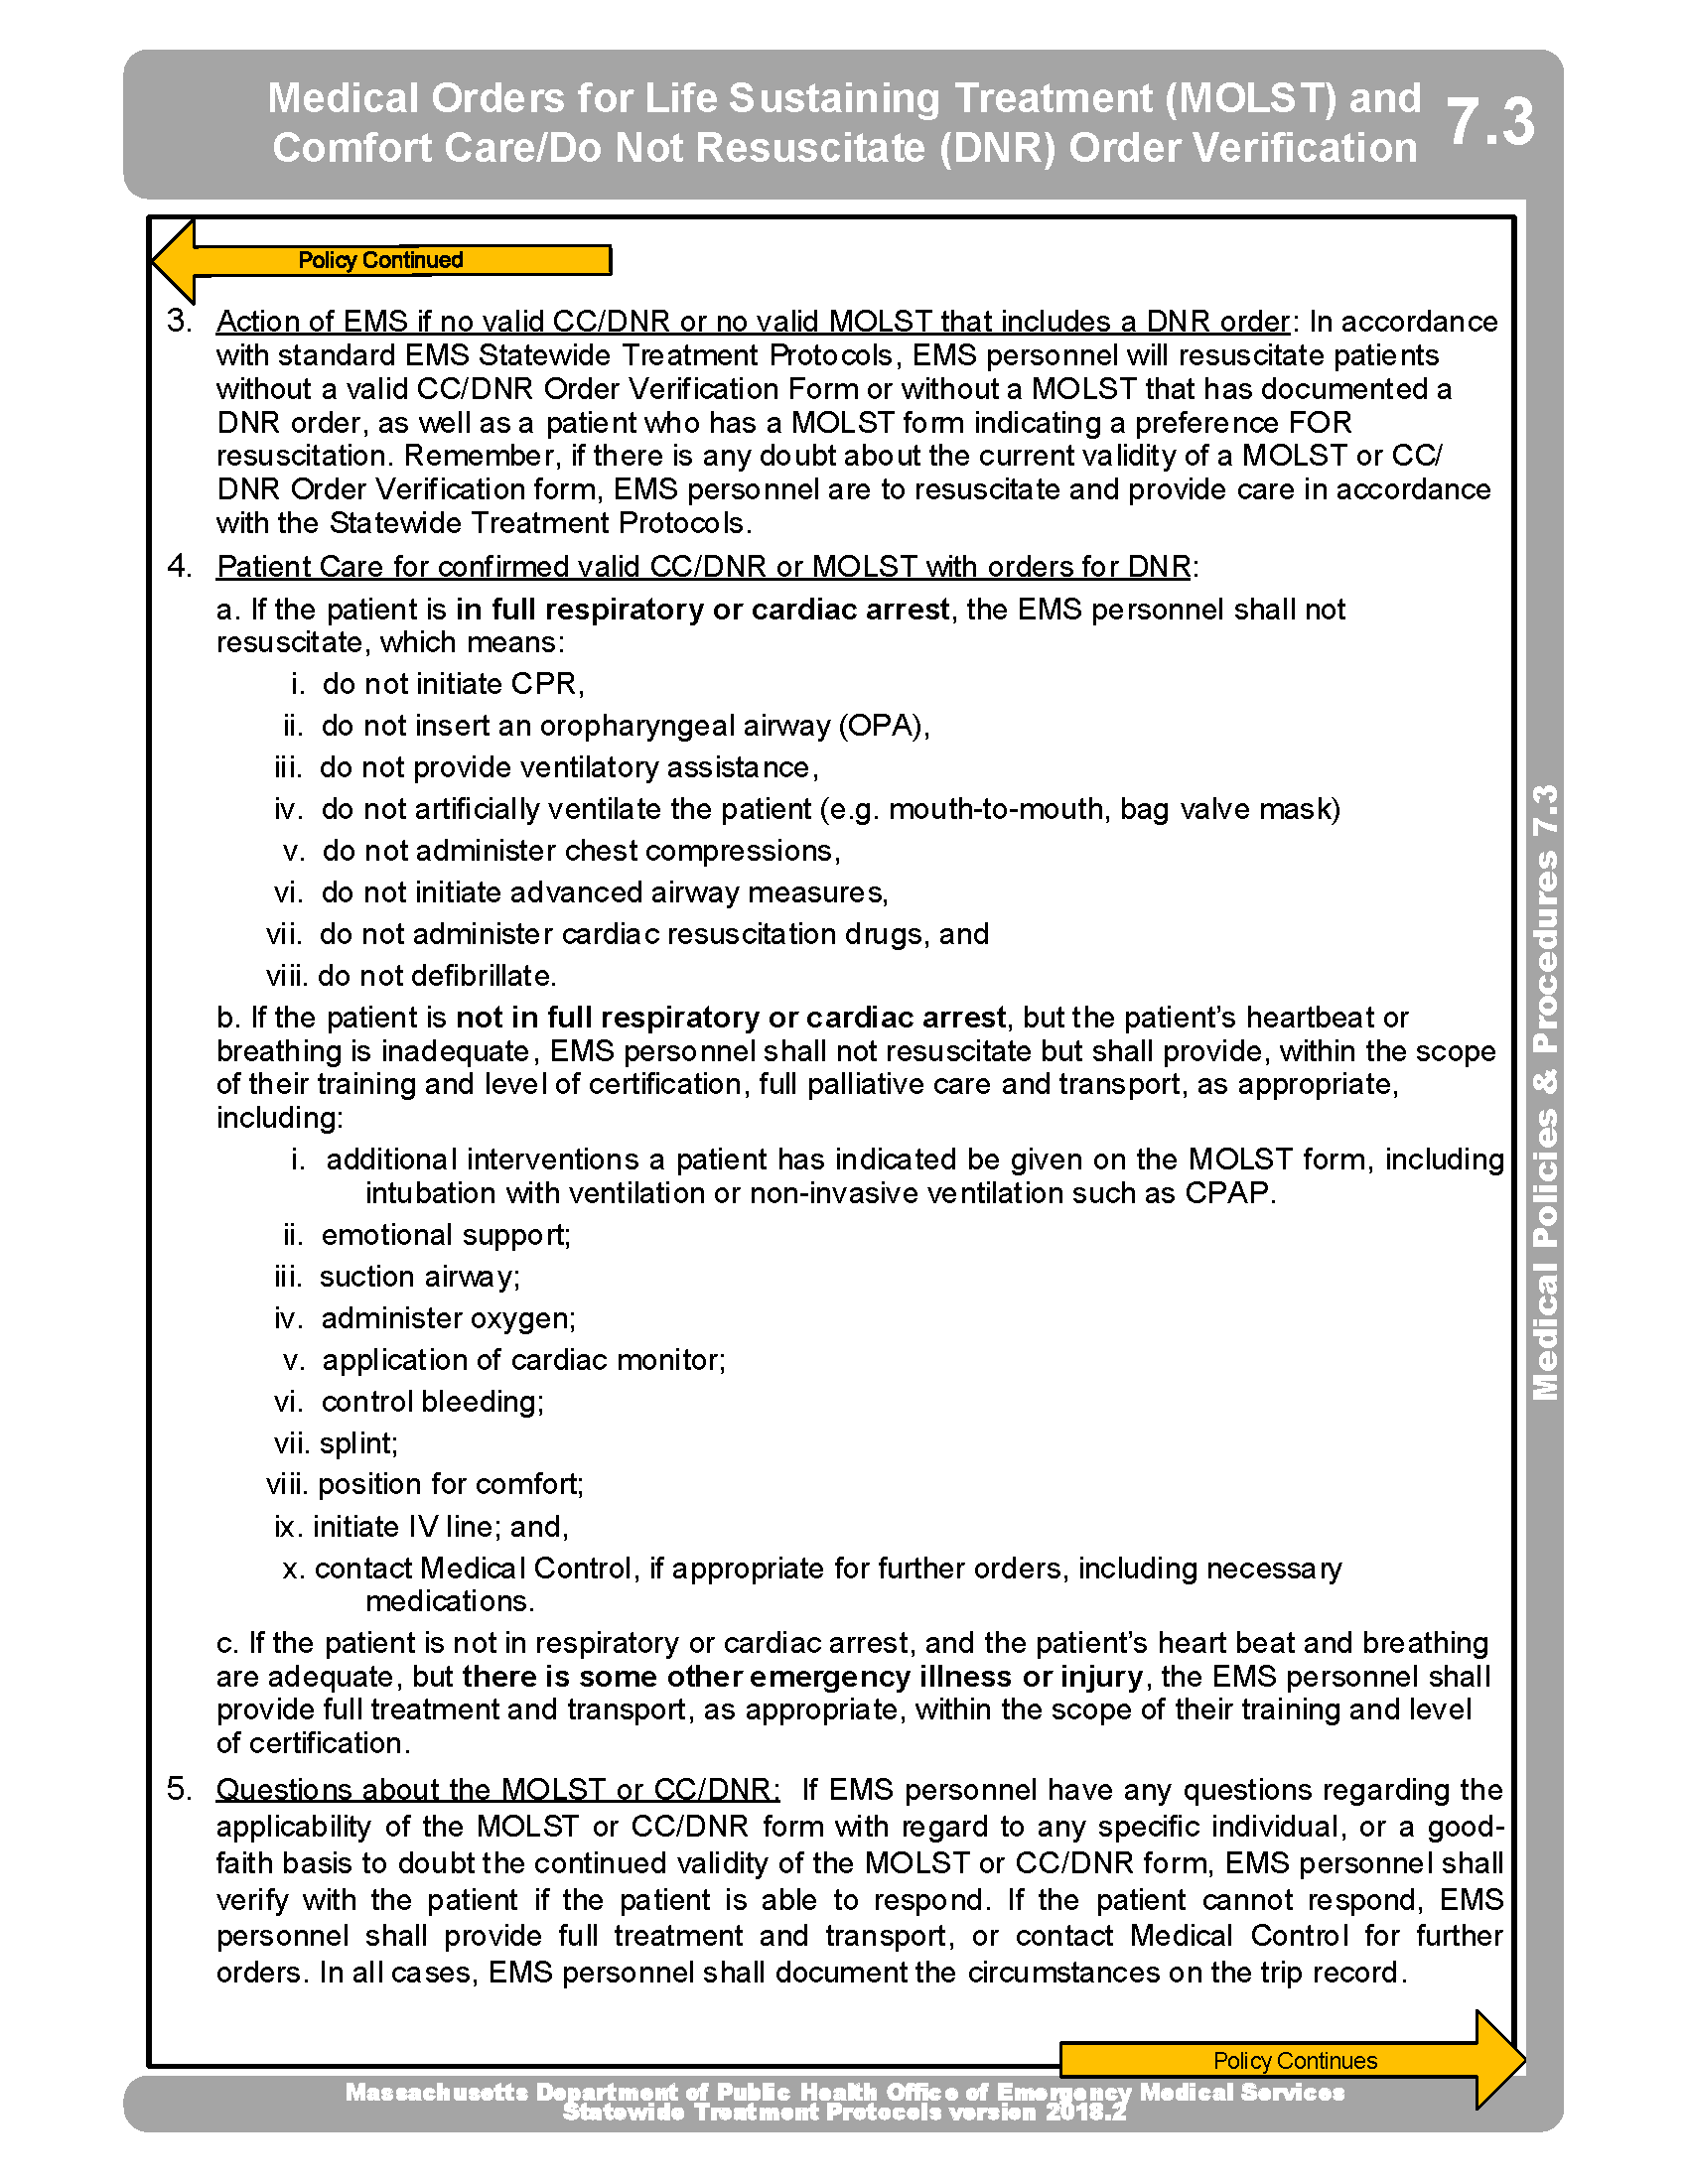 Medical Orders for Life Sustaining Treatment (MOLST) and
Comfort Care/Do Not Resuscitate (DNR) Order Verification
7.3
Policy Continued
3. Action of EMS if no valid CC/DNR or no valid MOLST that includes a DNR order: In accordance
with standard EMS Statewide Treatment Protocols, EMS personnel will resuscitate patients
without a valid CC/DNR Order Verification Form or without a MOLST that has documented a
DNR order, as well as a patient who has a MOLST form indicating a preference FOR
resuscitation. Remember, if there is any doubt about the current validity of a MOLST or CC/
DNR Order Verification form, EMS personnel are to resuscitate and provide care in accordance
with the Statewide Treatment Protocols.
4. Patient Care for confirmed valid CC/DNR or MOLST with orders for DNR:
a. If the patient is in full respiratory or cardiac arrest, the EMS personnel shall not
resuscitate, which means:
i. do not initiate CPR,
ii. do not insert an oropharyngeal airway (OPA),
iii. do not provide ventilatory assistance,
iv. do not artificially ventilate the patient (e.g. mouth-to-mouth, bag valve mask)
v. do not administer chest compressions,
vi. do not initiate advanced airway measures,
vii. do not administer cardiac resuscitation drugs, and
viii. do not defibrillate.
b. If the patient is not in full respiratory or cardiac arrest, but the patient's heartbeat or
breathing is inadequate, EMS personnel shall not resuscitate but shall provide, within the scope
of their training and level of certification, full palliative care and transport, as appropriate,
including:
i. additional interventions a patient has indicated be given on the MOLST form, including
intubation with ventilation or non-invasive ventilation such as CPAP.
ii. emotional support;
iii. suction airway;
iv. administer oxygen;
v. application of cardiac monitor;
vi. control bleeding;
vii. splint;
viii. position for comfort;
ix. initiate IV line; and,
x. contact Medical Control, if appropriate for further orders, including necessary
medications.
c. If the patient is not in respiratory or cardiac arrest, and the patient's heart beat and breathing
are adequate, but there is some other emergency illness or injury, the EMS personnel shall
provide full treatment and transport, as appropriate, within the scope of their training and level
of certification.
5. Questions about the MOLST or CC/DNR: If EMS personnel have any questions regarding the
applicability of the MOLST or CC/DNR form with regard to any specific individual, or a good-
faith basis to doubt the continued validity of the MOLST or CC/DNR form, EMS personnel shall
verify with the patient if the patient is able to respond. If the patient cannot respond, EMS
personnel shall provide full treatment and transport, or contact Medical Control for further
orders. In all cases, EMS personnel shall document the circumstances on the trip record.
Policy Continues
Medical Policies & Procedures 7.3
Massachusetts Department of Public Health Office of Emergency Medical Services
Statewide Treatment Protocols version 2018.2